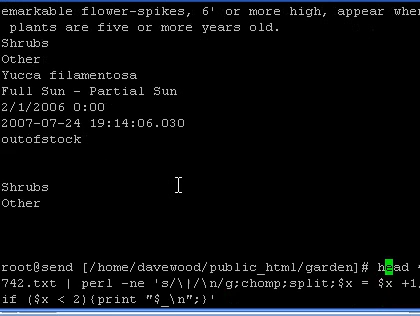 emarkable flower-spikes, 6' or more high, appear when
plants are five or more years old.
Shrubs
Other
Yucca filamentosa
Full Sun - Partial Sun
2/1/2006 0:00
2007-07-24 19:14:06.030
outofstock
Shrubs
Other
root@send [/home/davewood/public_html/garden]# head *
742.txt | perl -ne 's/\|/\n/g;chomp;split;$x = $x +1,
if ($x < 2){print "$_\n";}'